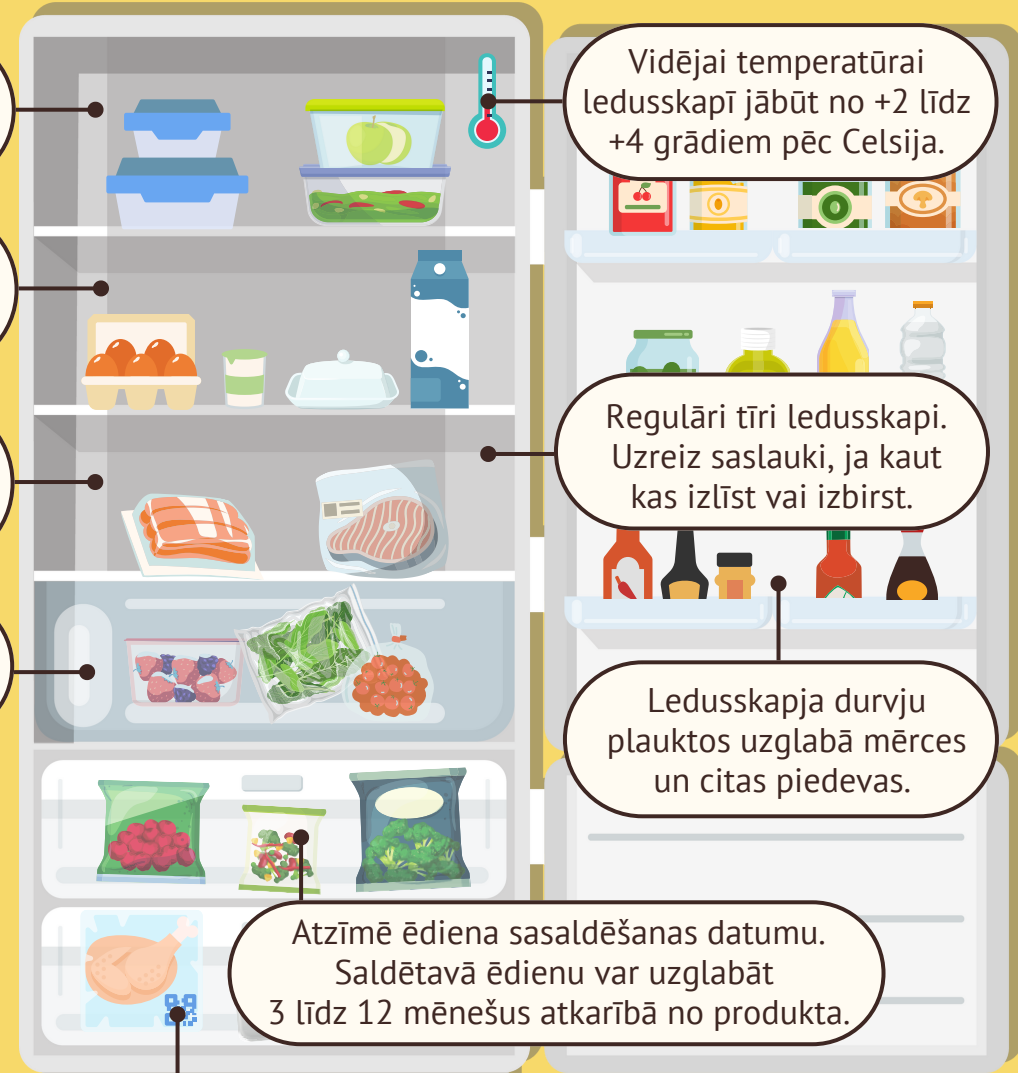 Vidējai temperatūrai
ledusskapī jābūt no +2 līdz
+4 grādiem pēc Celsija.
Regulāri tīri ledusskapi.
Uzreiz saslauki, ja kaut
kas izlīst vai izbirst.
Ledusskapja durvju
plauktos uzglabā mērces
un citas piedevas.
Atzīmē ēdiena sasaldēšanas datumu.
Saldētavā ēdienu var uzglabāt
3 līdz 12 mēnešus atkarībā no produkta.